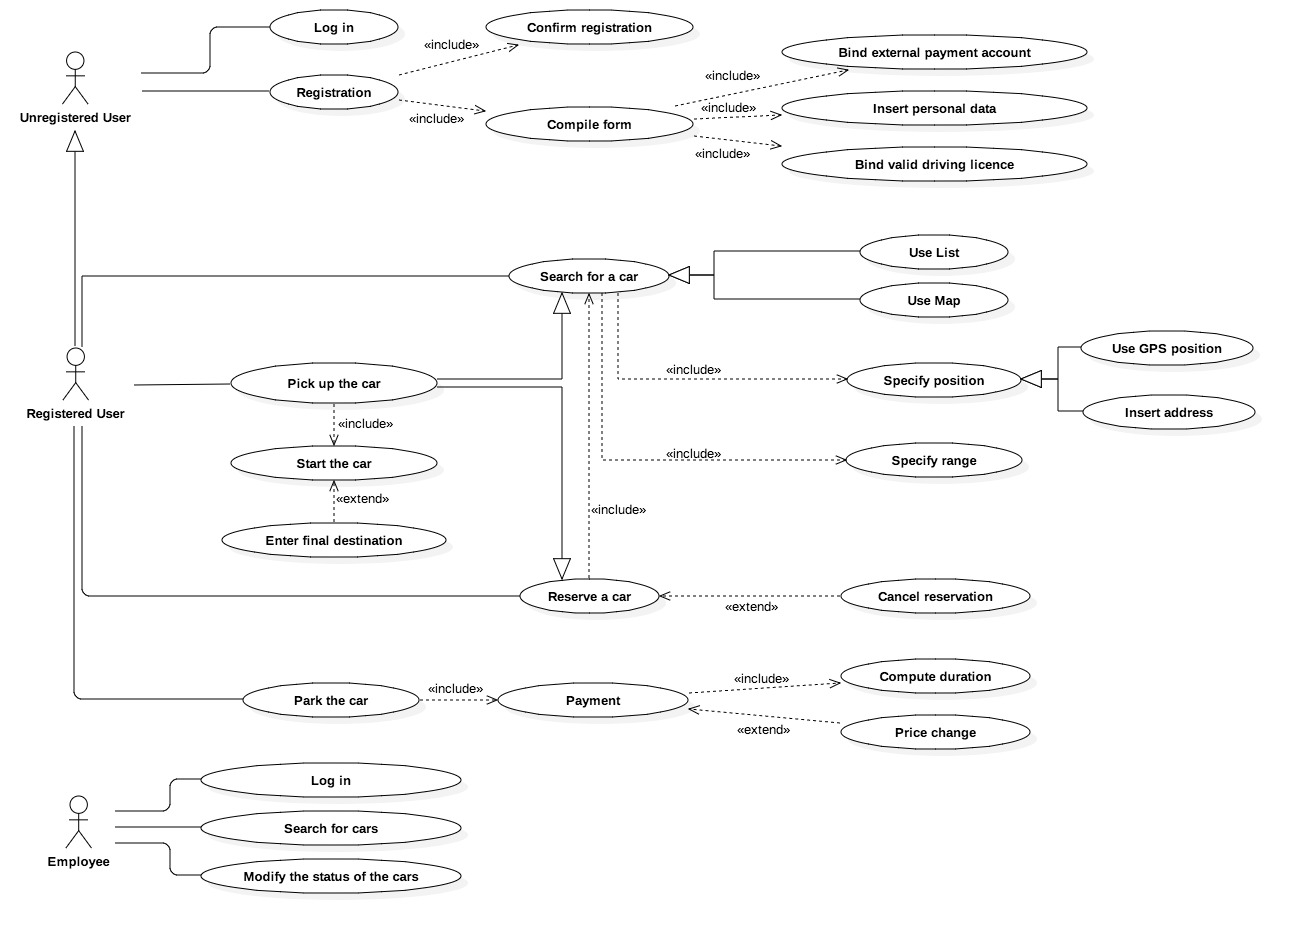 Log in
Confirm registration
«include»
Bind external payment account
«include»
Registration
Insert personal data
«include»
Unregistered User
«include»
Compile form
«include»
Bind valid driving licence
Use List
Search for a car
Use Map
Use GPS position
«include»
Specify position
Pick up the car
Registered User
Insert address
«include»
«include»
Specify range
Start the car
«extend»
«include»
Enter final destination
Reserve a car
«extend»
Cancel reservation
«include»
Compute duration
«include»
Park the car
Payment
«extend»
Price change
Log in
Search for cars
Employee
Modify the status of the cars